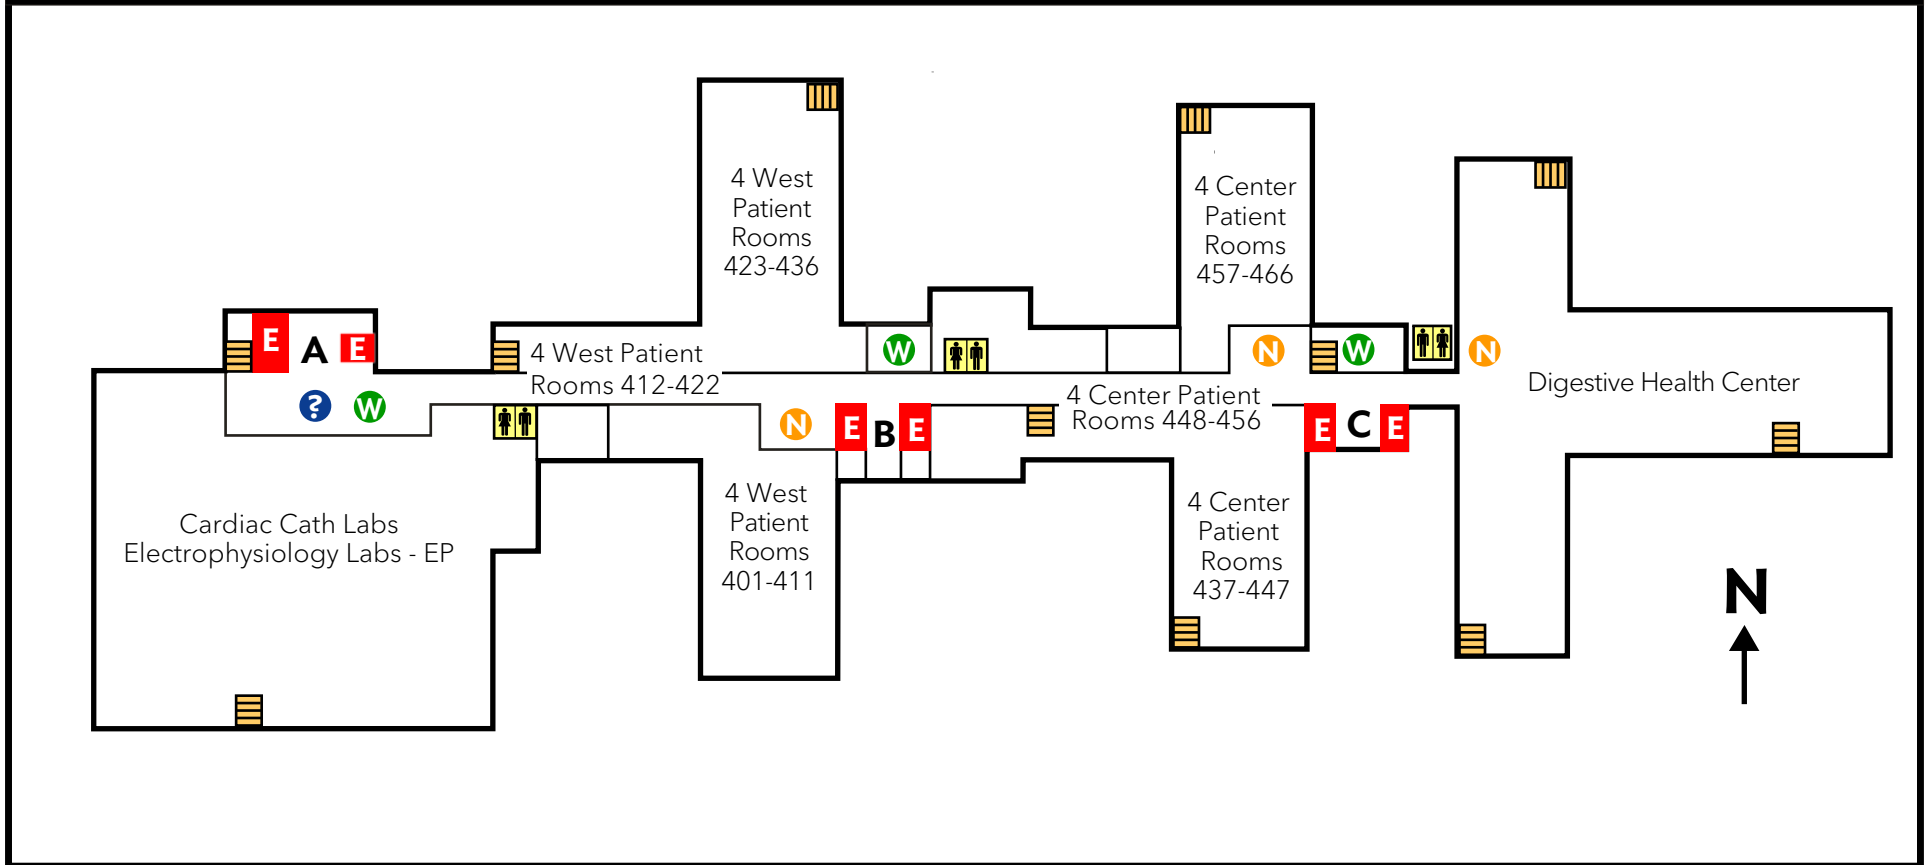 4 West
Patient
Rooms
423-436
4 Center
Patient
Rooms
457-466
E
A
E
4 West Patient
Rooms 412-422
W
N
W
N
Digestive Health Center
?
W
N
E
B
E
4 Center Patient
Rooms 448-456
E
C
E
4 West
Patient
Rooms
401-411
4 Center
Patient
Rooms
437-447
Cardiac Cath Labs
Electrophysiology Labs - EP
N